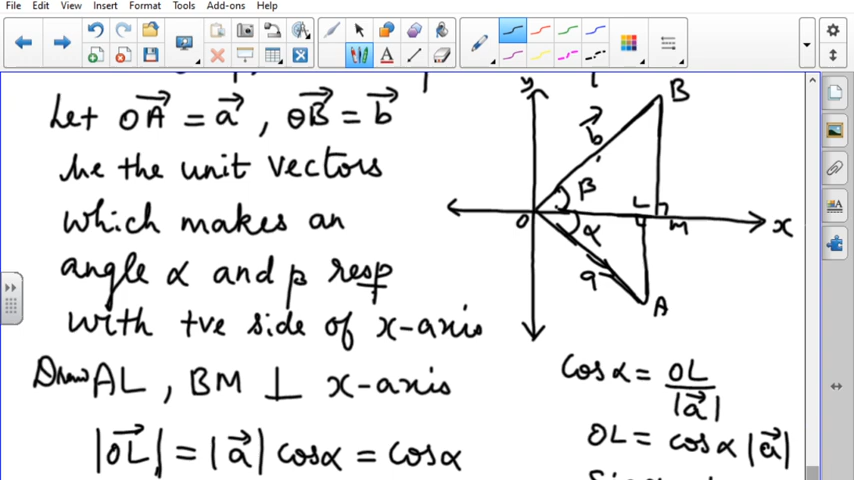 File Edit View Insert Format Tools Add-ons Help
Let OA = a , OB = b
be the unit vectors
which makes an
angle α and β resp
with +ve side of x-axis
Draw AL , BM ⊥ x-axis
|OL| = |a| cosα = cosα
y
B
b
β
O
L
M
x
α
a
A
cosα = OL / |a|
OL = cosα |a|